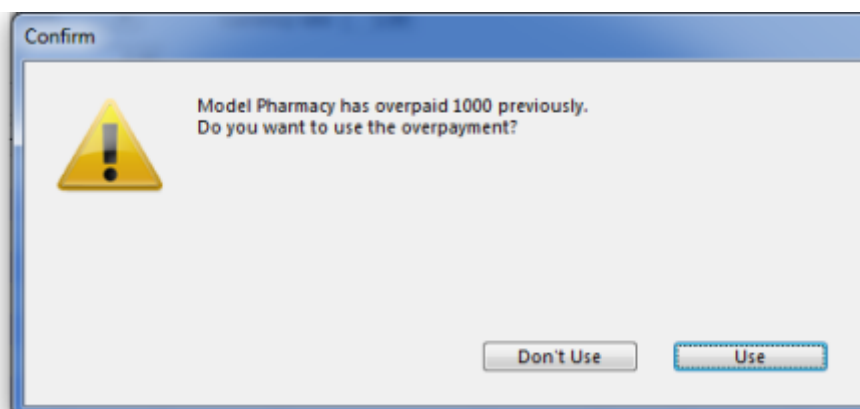 Confirm
Model Pharmacy has overpaid 1000 previously.
Do you want to use the overpayment?
Don't Use
Use